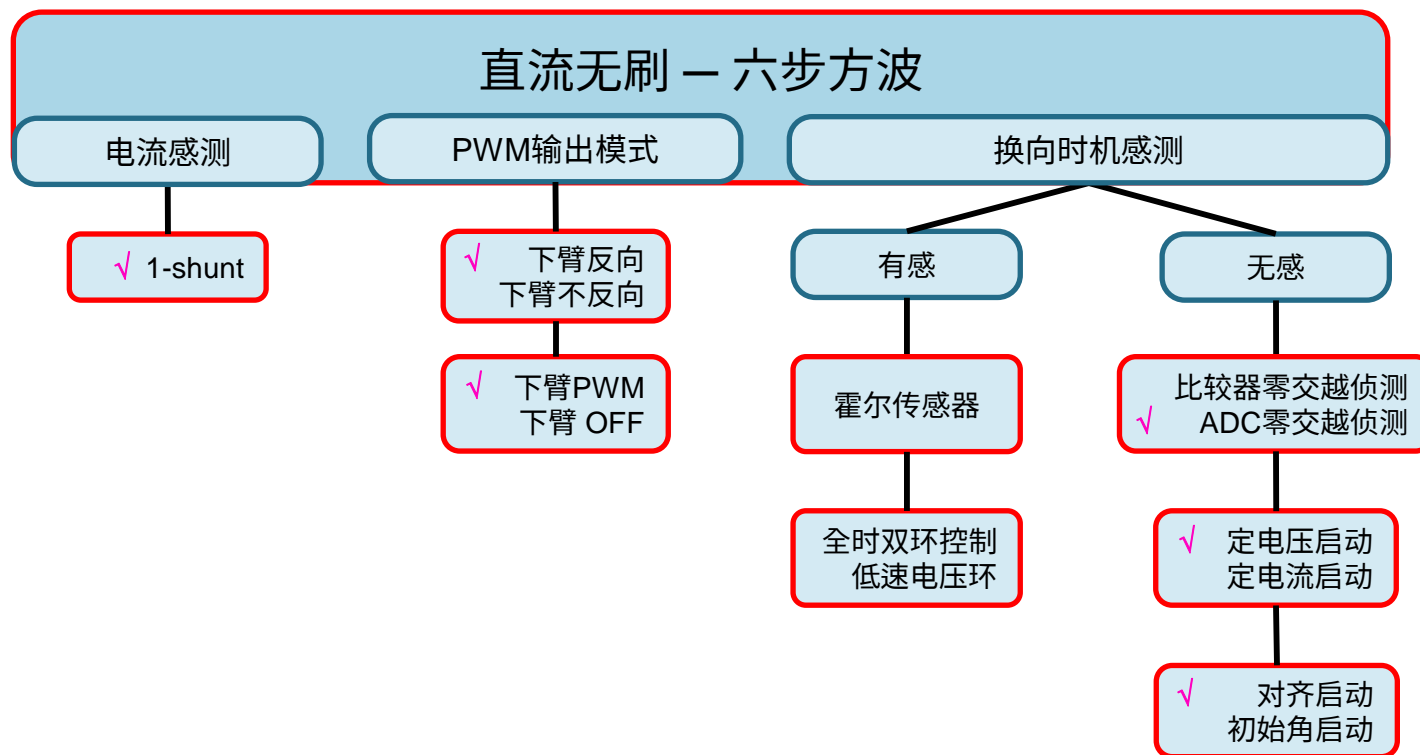 直流无刷 – 六步方波
电流感测
PWM输出模式
换向时机感测
√ 1-shunt
√ 下臂反向
下臂不反向
√ 下臂PWM
下臂 OFF
有感
无感
霍尔传感器
比较器零交越侦测
√ ADC零交越侦测
全时双环控制
低速电压环
√ 定电压启动
定电流启动
√ 对齐启动
初始角启动